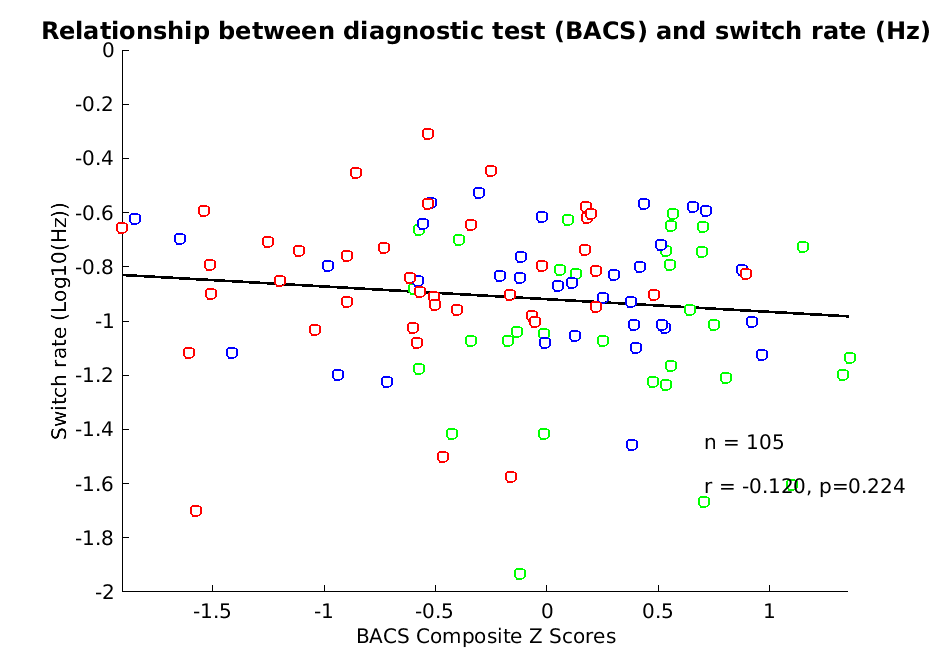 Relationship between diagnostic test (BACS) and switch rate (Hz)
0
-0.2
-0.4
-0.6
-0.8
-1
-1.2
-1.4
-1.6
-1.8
-2
Switch rate (Log10(Hz))
n = 105
r = -0.120, p=0.224
-1.5 -1 -0.5 0 0.5 1
BACS Composite Z Scores